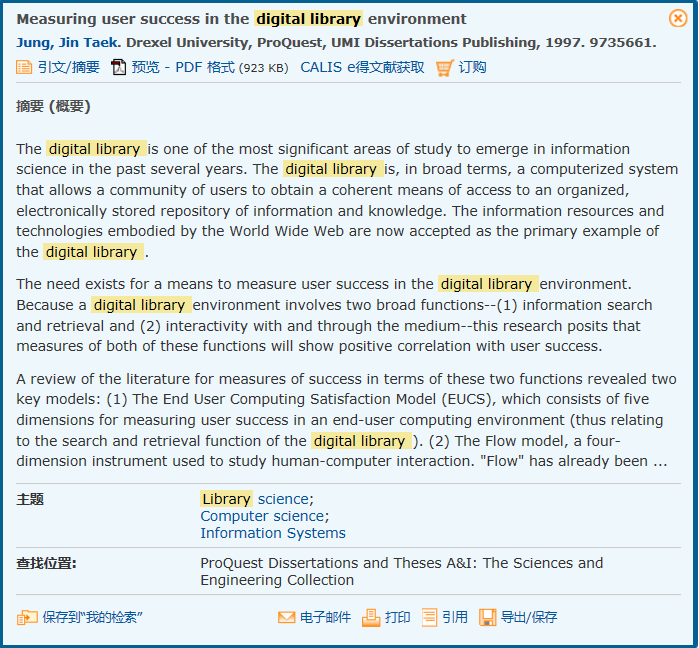 Measuring user success in the digital library environment
Jung, Jin Taek. Drexel University, ProQuest, UMI Dissertations Publishing, 1997. 9735661.
引文/摘要 预览 - PDF 格式 (923 KB) CALIS e得文献获取 订购
摘要 (概要)
The digital library is one of the most significant areas of study to emerge in information
science in the past several years. The digital library is, in broad terms, a computerized system
that allows a community of users to obtain a coherent means of access to an organized,
electronically stored repository of information and knowledge. The information resources and
technologies embodied by the World Wide Web are now accepted as the primary example of
the digital library .
The need exists for a means to measure user success in the digital library environment.
Because a digital library environment involves two broad functions--(1) information search
and retrieval and (2) interactivity with and through the medium--this research posits that
measures of both of these functions will show positive correlation with user success.
A review of the literature for measures of success in terms of these two functions revealed two
key models: (1) The End User Computing Satisfaction Model (EUCS), which consists of five
dimensions for measuring user success in an end-user computing environment (thus relating
to the search and retrieval function of the digital library ). (2) The Flow model, a four-
dimension instrument used to study human-computer interaction. "Flow" has already been ...
主题 Library science;
Computer science;
Information Systems
查找位置: ProQuest Dissertations and Theses A&I: The Sciences and
Engineering Collection
保存到“我的检索” 电子邮件 打印 引用 导出/保存